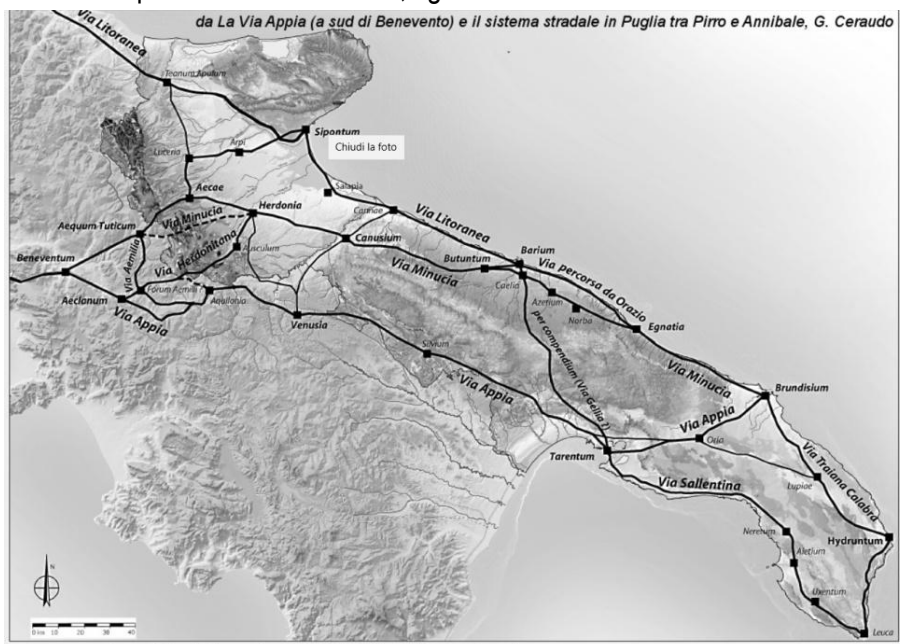 da La Via Appia (a sud di Benevento) e il sistema stradale in Puglia tra Pirro e Annibale, G. Ceraudo
Via Litoranea
Teanum Apulum
Sipontum
Chiudi la foto
Arpi
Luceria
Salapia
Aecae
Cannae
Via Litoranea
Herdonia
Via Minucia
Aequum Tuticum
Canusium
Barium
Via percorsa da Orazio
Butuntum
Via Herdonitana
Ausculum
Via Aemilia
Beneventum
Via Minucia
Caelia
Azetium
Forum Aemilii
Aquilonia
Aeclanum
Norba
Via Appia
Venusia
Egnatia
per compendium (Via Gellia ?)
Silvium
Via Minucia
Via Appia
Brundisium
Via Appia
Oria
Tarentum
Via Traiana Calabra
Via Sallentina
Lupiae
Neretum
Hydruntum
Aletium
Uxentum
Leuca
N
0 km 10 20 30 40